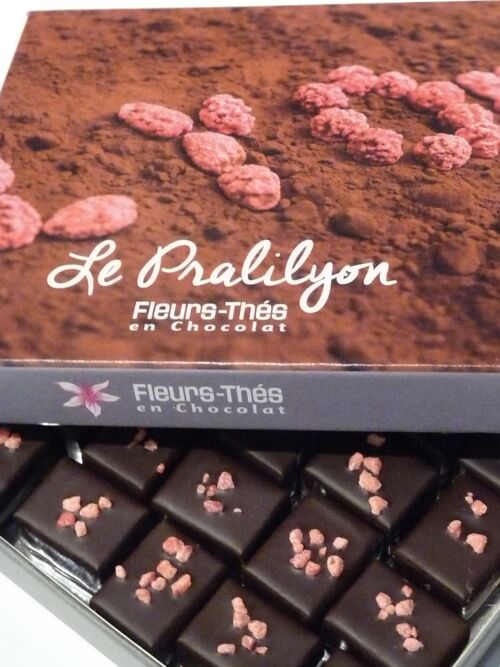 Le Pralilyon
Fleurs-Thés
en Chocolat
Fleurs-Thés
en Chocolat